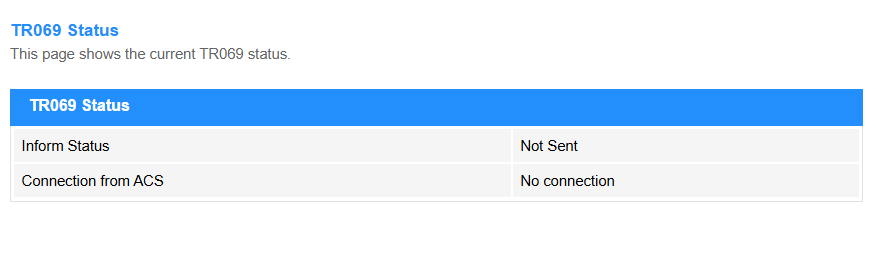 TR069 Status
This page shows the current TR069 status.
TR069 Status
Inform Status Not Sent
Connection from ACS No connection